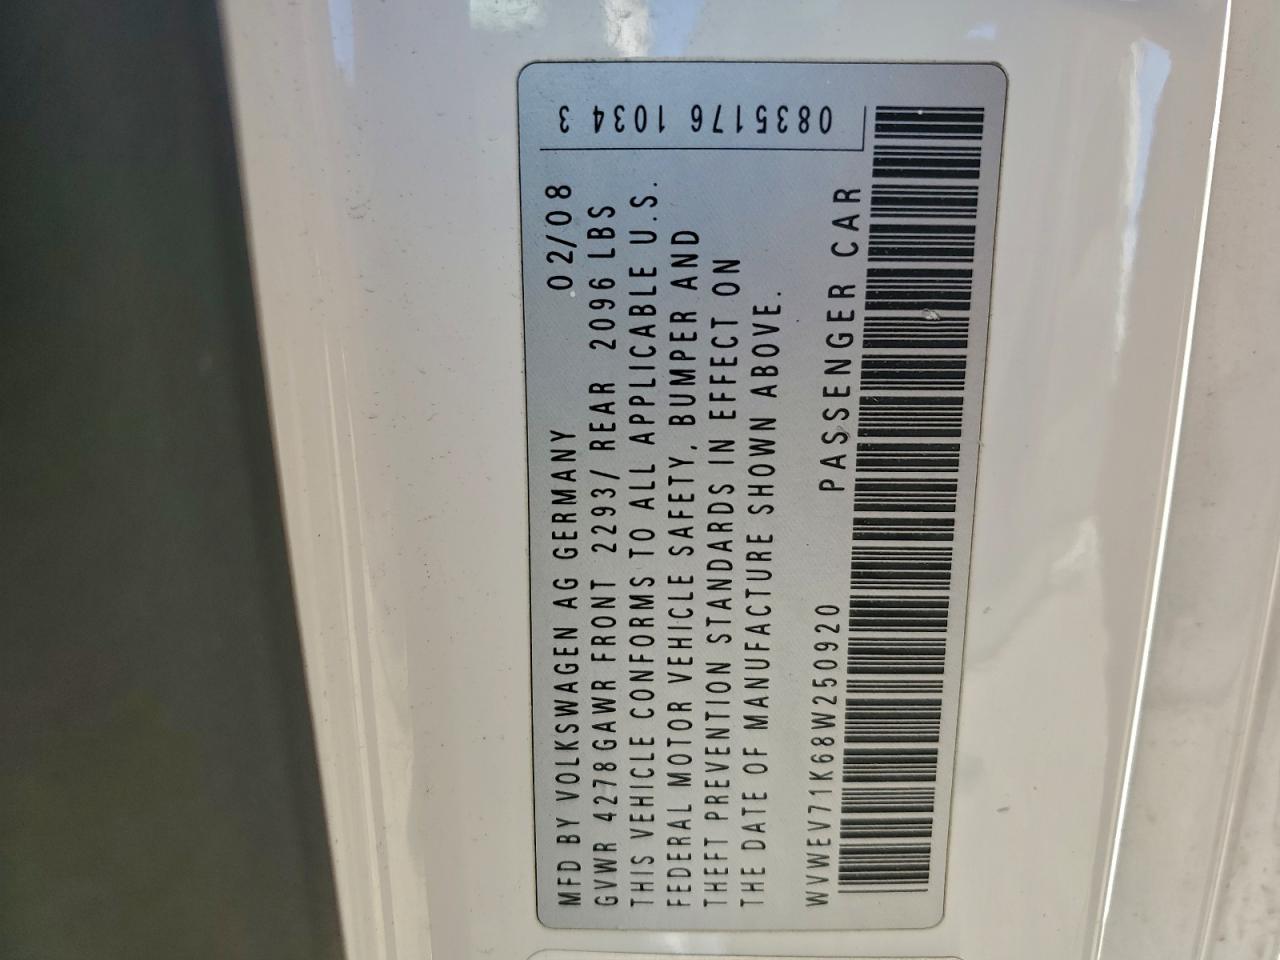 MFD BY VOLKSWAGEN AG GERMANY 02/08
GVWR 4278GAWR FRONT 2293/ REAR 2096 LBS
THIS VEHICLE CONFORMS TO ALL APPLICABLE U.S.
FEDERAL MOTOR VEHICLE SAFETY, BUMPER AND
THEFT PREVENTION STANDARDS IN EFFECT ON
THE DATE OF MANUFACTURE SHOWN ABOVE.
WVWEV71K68W250920 PASSENGER CAR
0835176 1034 3